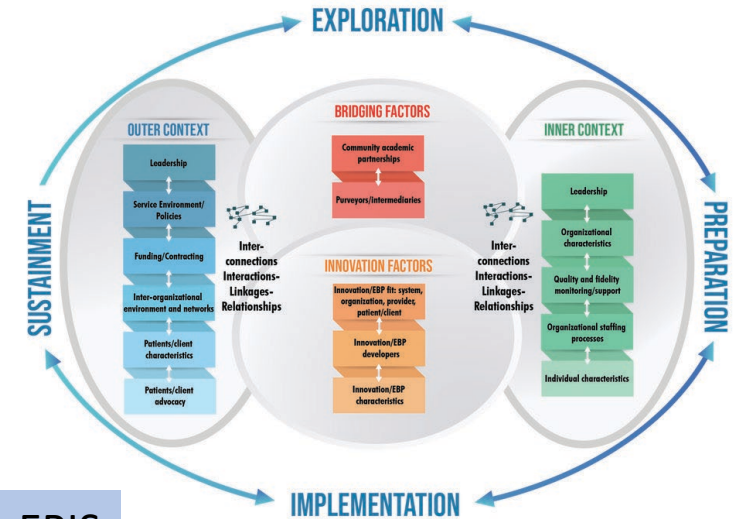 EXPLORATION
BRIDGING FACTORS
OUTER CONTEXT
INNER CONTEXT
Leadership
Service Environment/
Policies
Funding/Contracting
Inter-organizational
environment and networks
Patients/client
characteristics
Patients/client
advocacy
Community academic
partnerships
Purveyors/intermediaries
Inter-
connections
Interactions-
Linkages-
Relationships
INNOVATION FACTORS
Innovation/EBP fit: system,
organization, provider,
patient/client
Innovation/EBP
developers
Innovation/EBP
characteristics
Inter-
connections
Interactions-
Linkages-
Relationships
Leadership
Organizational
characteristics
Quality and fidelity
monitoring/support
Organizational staffing
processes
Individual characteristics
SUSTAINMENT
PREPARATION
IMPLEMENTATION
EPIS